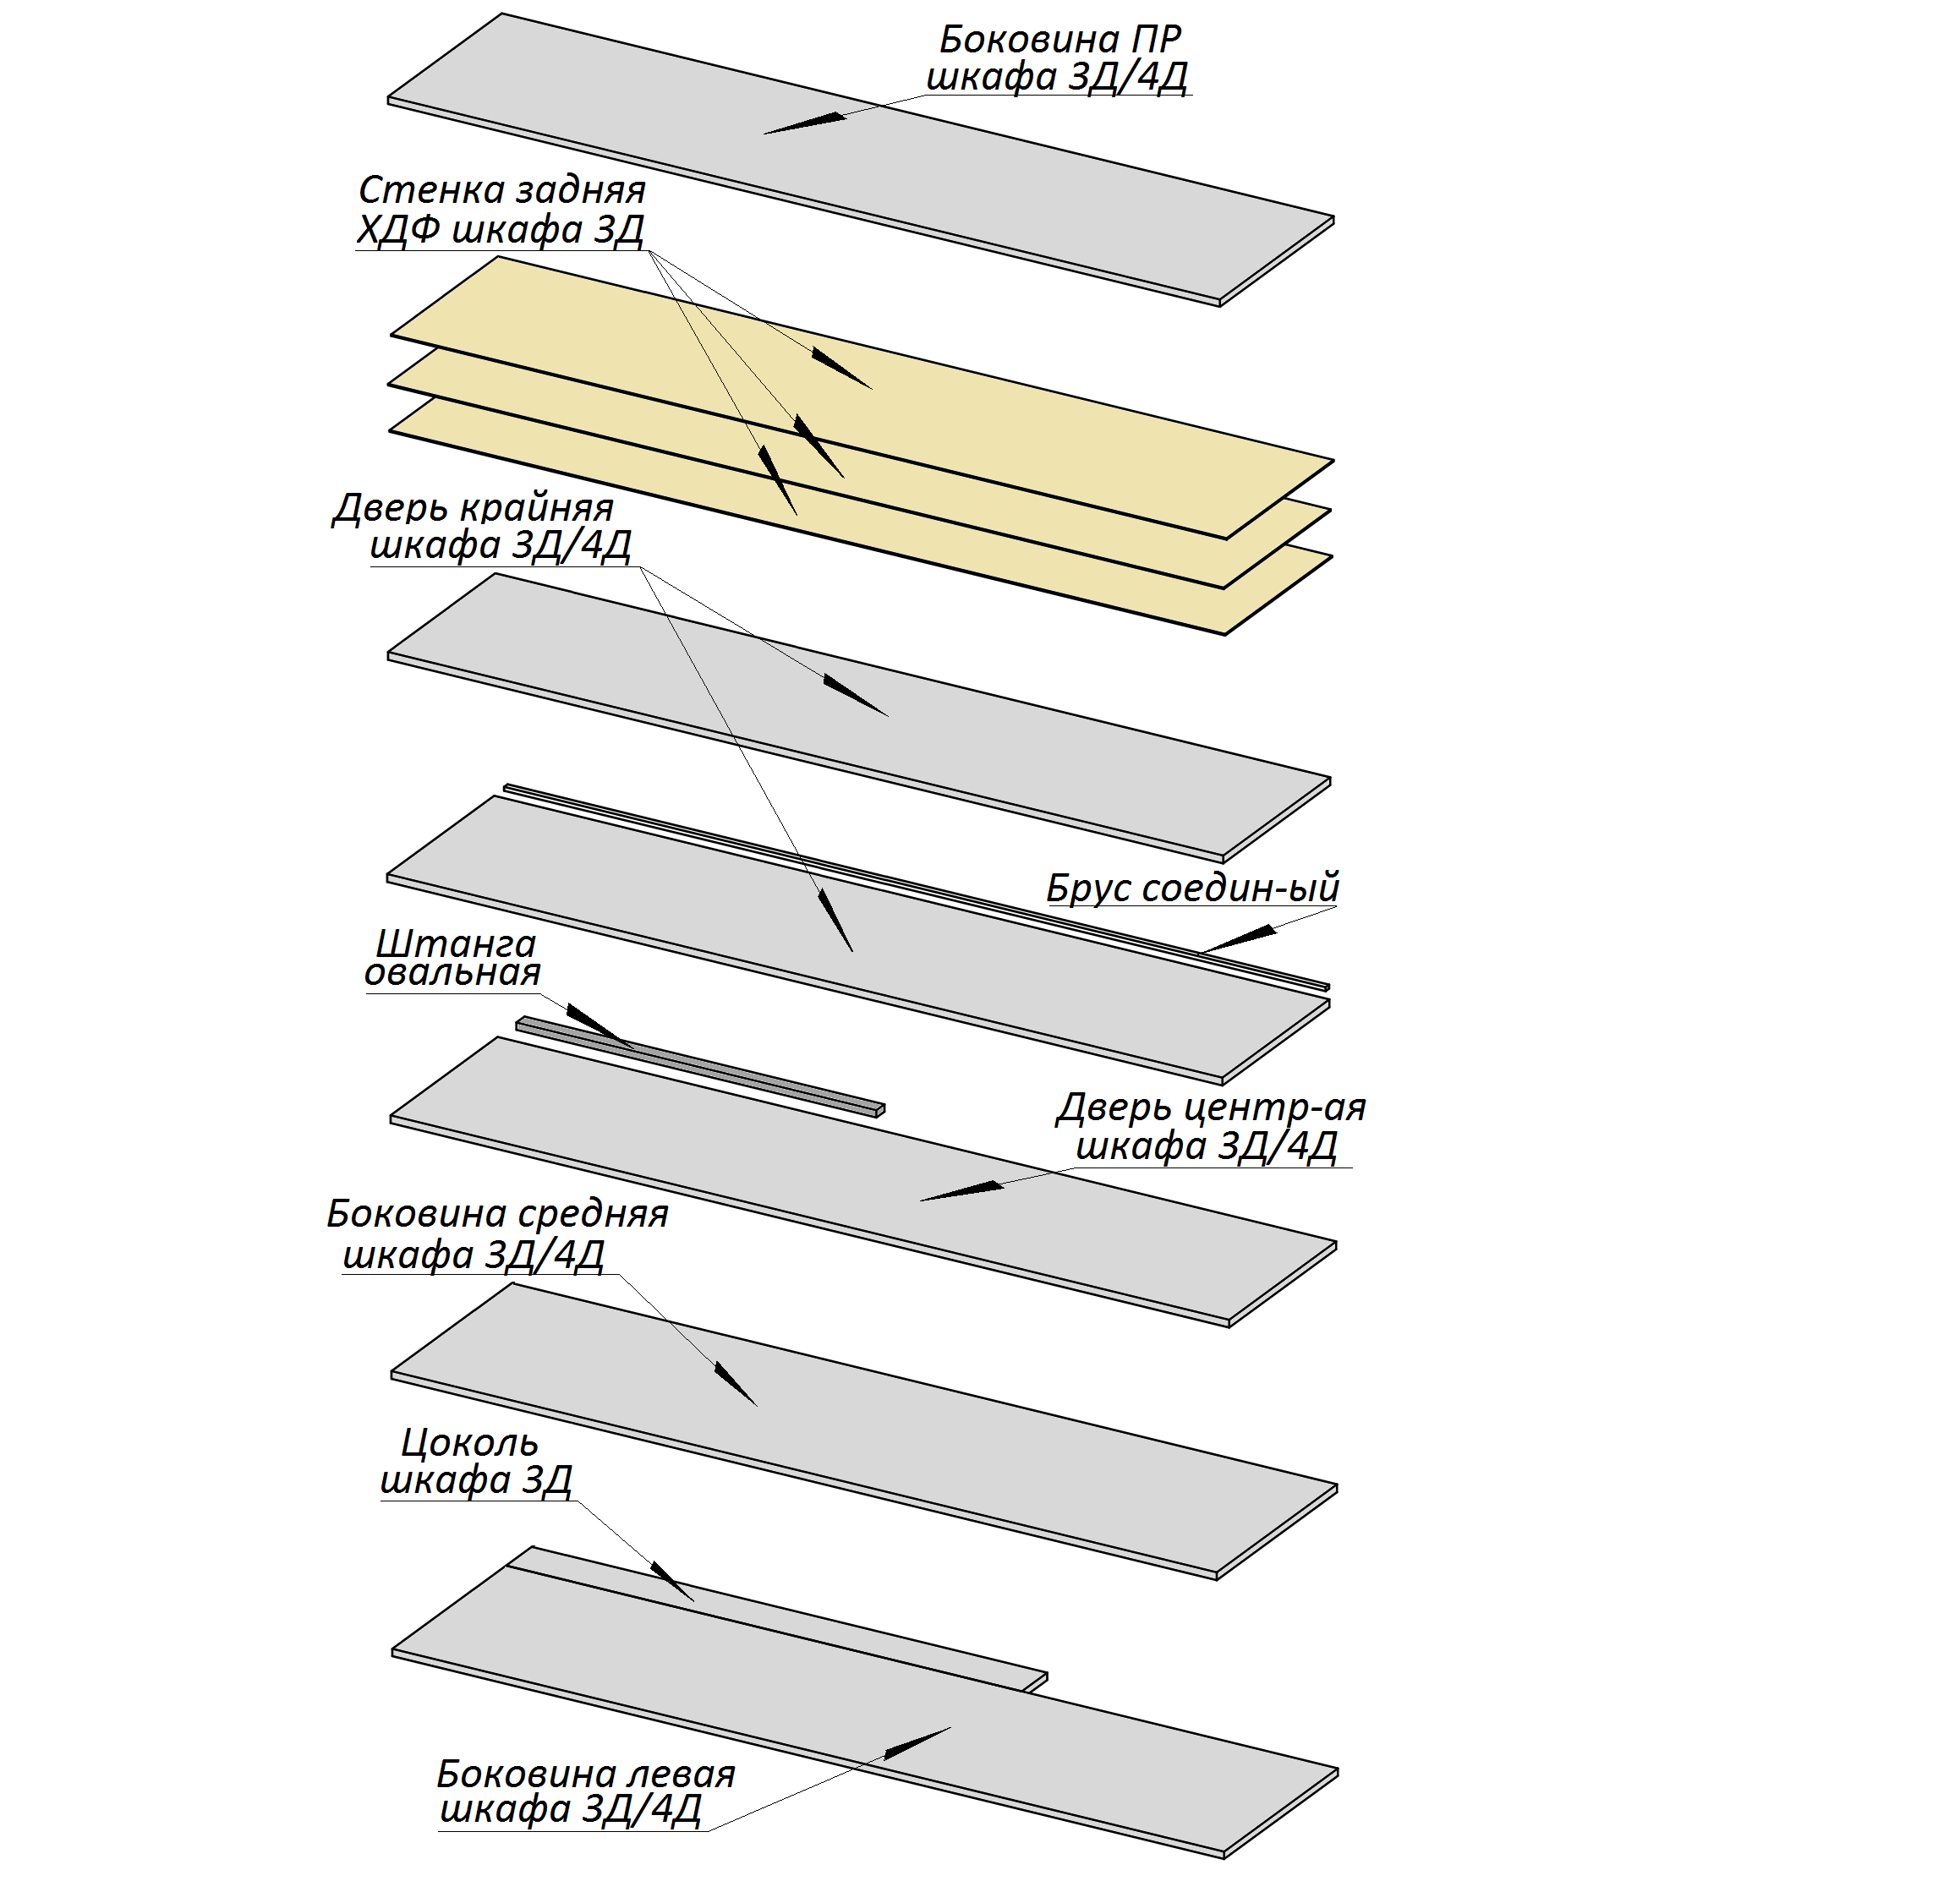 Боковина ПР
шкафа 3Д/4Д
Стенка задняя
ХДФ шкафа 3Д
Дверь крайняя
шкафа 3Д/4Д
Брус соедин-ый
Штанга
овальная
Дверь центр-ая
шкафа 3Д/4Д
Боковина средняя
шкафа 3Д/4Д
Цоколь
шкафа 3Д
Боковина левая
шкафа 3Д/4Д